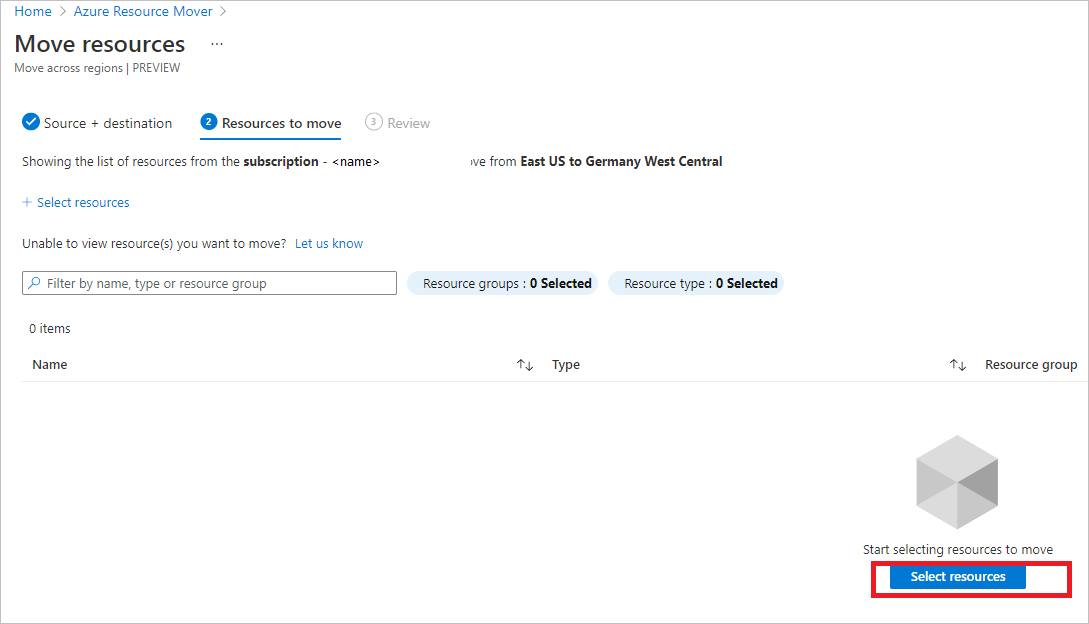 Home > Azure Resource Mover >
Move resources ...
Move across regions | PREVIEW
Source + destination 2 Resources to move 3 Review
Showing the list of resources from the subscription - <name> ve from East US to Germany West Central
+ Select resources
Unable to view resource(s) you want to move? Let us know
Filter by name, type or resource group Resource groups : 0 Selected Resource type : 0 Selected
0 items
Name ↑↓ Type ↑↓ Resource group
Start selecting resources to move
Select resources